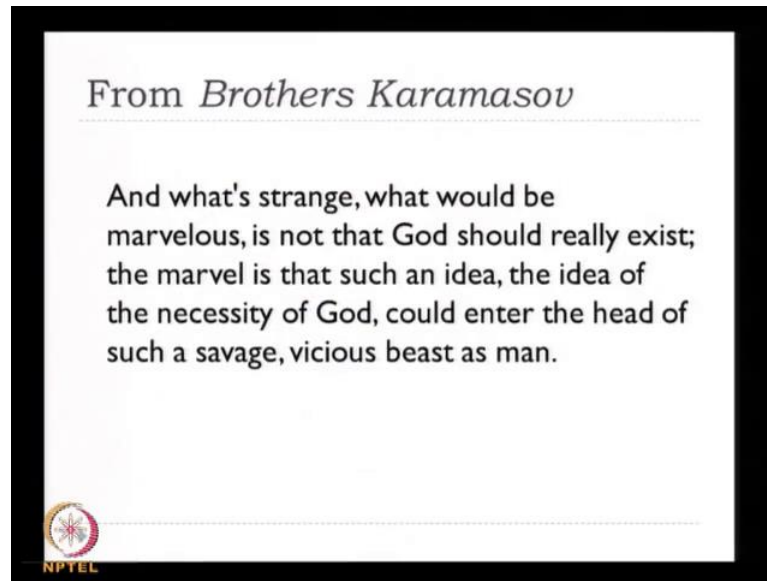 From Brothers Karamasov
And what's strange, what would be
marvelous, is not that God should really exist;
the marvel is that such an idea, the idea of
the necessity of God, could enter the head of
such a savage, vicious beast as man.
NPTEL